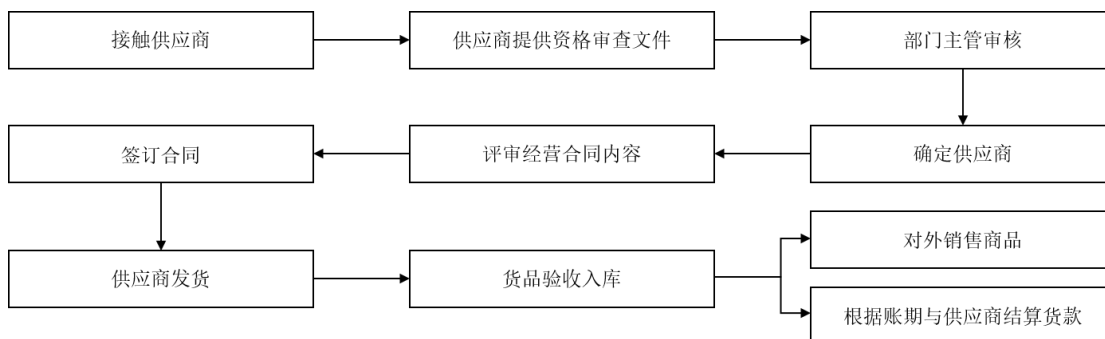 接触供应商
供应商提供资格审查文件
部门主管审核
确定供应商
评审经营合同内容
签订合同
供应商发货
货品验收入库
对外销售商品
根据账期与供应商结算货款